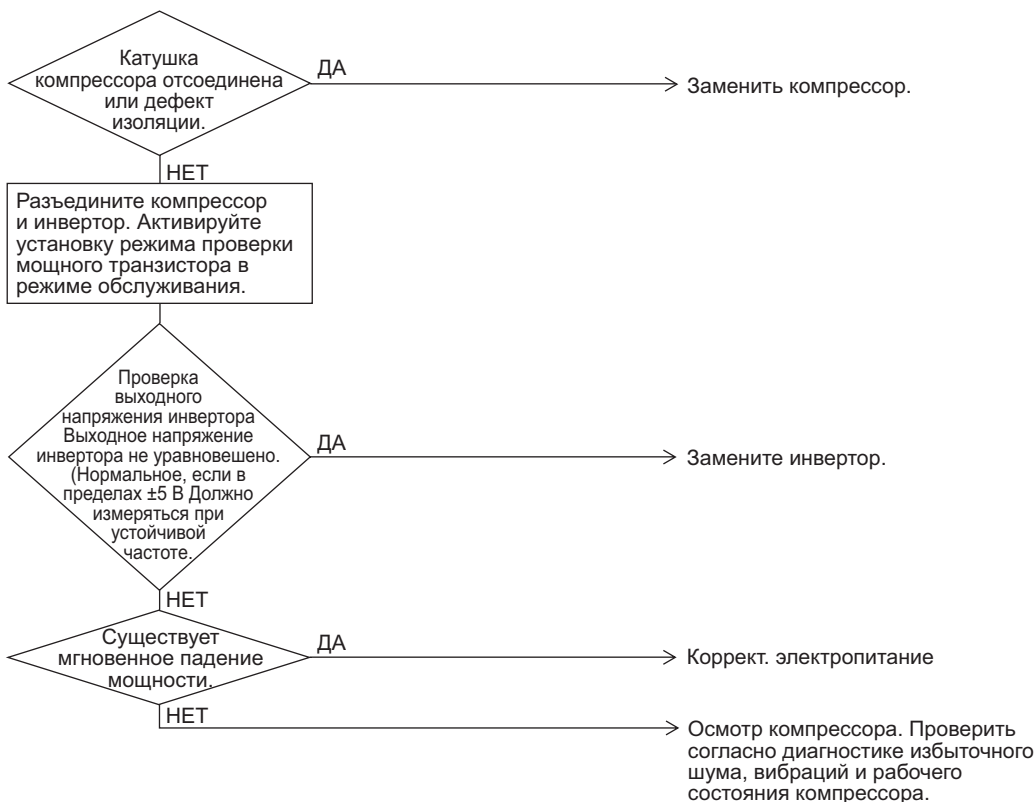 Катушка
компрессора отсоединена
или дефект
изоляции.
ДА
Заменить компрессор.
НЕТ
Разъедините компрессор
и инвертор. Активируйте
установку режима проверки
мощного транзистора в
режиме обслуживания.
Проверка
выходного
напряжения инвертора
Выходное напряжение
инвертора не уравновешено.
(Нормальное, если в
пределах ±5 В Должно
измеряться при
устойчивой
частоте.
ДА
Замените инвертор.
НЕТ
Существует
мгновенное падение
мощности.
ДА
Коррект. электропитание
НЕТ
Осмотр компрессора. Проверить
согласно диагностике избыточного
шума, вибраций и рабочего
состояния компрессора.